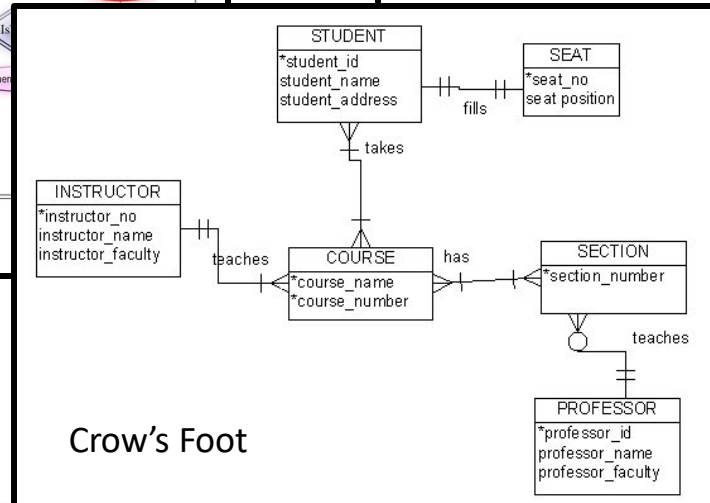 Is
STUDENT
*student_id
student_name
student_address
SEAT
*seat_no
seat position
fills
takes
INSTRUCTOR
*instructor_no
instructor_name
instructor_faculty
teaches
COURSE
*course_name
*course_number
has
SECTION
*section_number
teaches
PROFESSOR
*professor_id
professor_name
professor_faculty
Crow's Foot